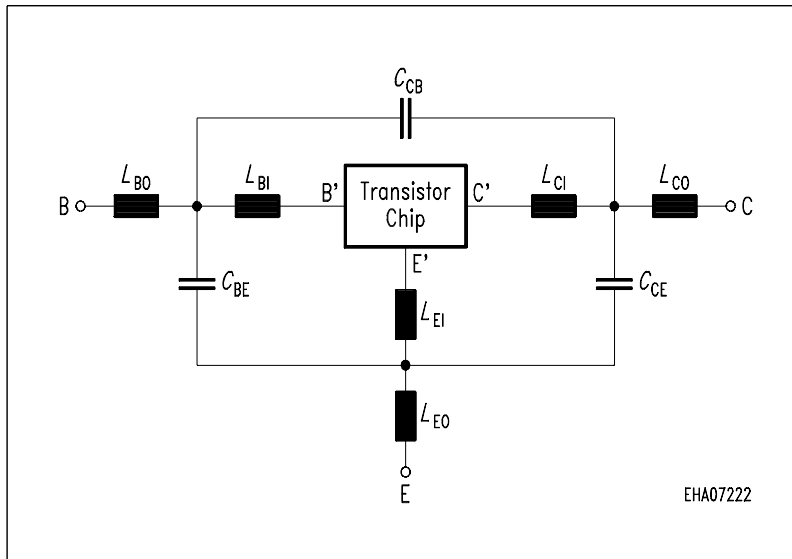 C_CB
L_BO
L_BI
L_CI
L_CO
B
B'
Transistor
Chip
C'
C
E'
C_BE
C_CE
L_EI
L_EO
E
EHA07222